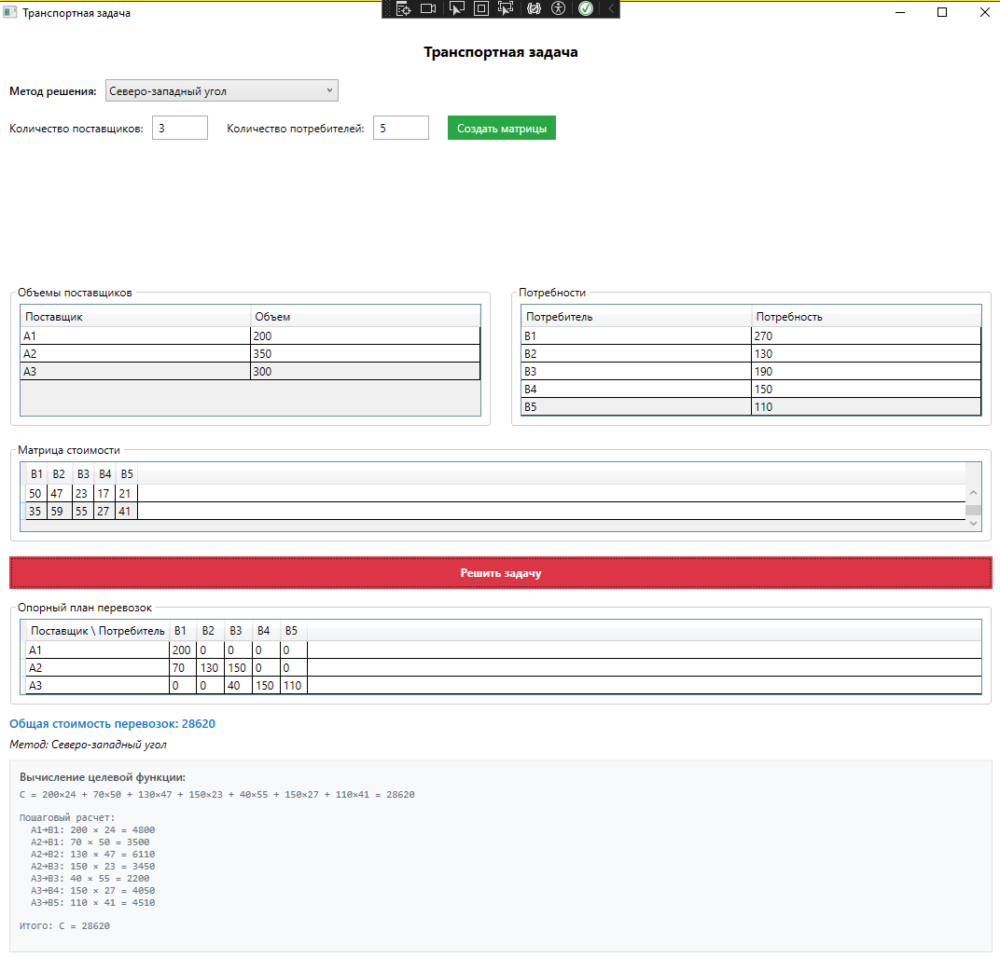 Транспортная задача
Транспортная задача
Метод решения: Северо-западный угол
Количество поставщиков: 3 Количество потребителей: 5 Создать матрицы
Объемы поставщиков
Поставщик Объем
A1 200
A2 350
A3 300
Потребности
Потребитель Потребность
B1 270
B2 130
B3 190
B4 150
B5 110
Матрица стоимости
B1 B2 B3 B4 B5
50 47 23 17 21
35 59 55 27 41
Решить задачу
Опорный план перевозок
Поставщик \ Потребитель B1 B2 B3 B4 B5
A1 200 0 0 0 0
A2 70 130 150 0 0
A3 0 0 40 150 110
Общая стоимость перевозок: 28620
Метод: Северо-западный угол
Вычисление целевой функции:
C = 200×24 + 70×50 + 130×47 + 150×23 + 40×55 + 150×27 + 110×41 = 28620
Пошаговый расчет:
A1→B1: 200 × 24 = 4800
A2→B1: 70 × 50 = 3500
A2→B2: 130 × 47 = 6110
A2→B3: 150 × 23 = 3450
A3→B3: 40 × 55 = 2200
A3→B4: 150 × 27 = 4050
A3→B5: 110 × 41 = 4510
Итого: C = 28620